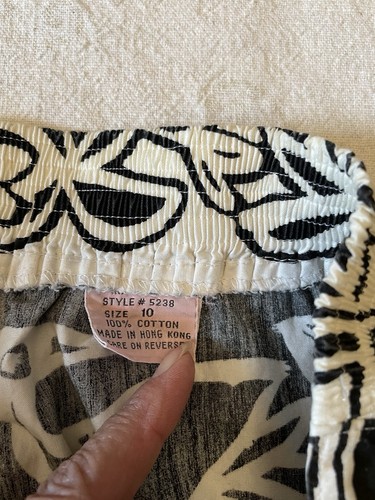 STYLE # 5238
SIZE 10
100% COTTON
MADE IN HONG KONG
CARE ON REVERSE